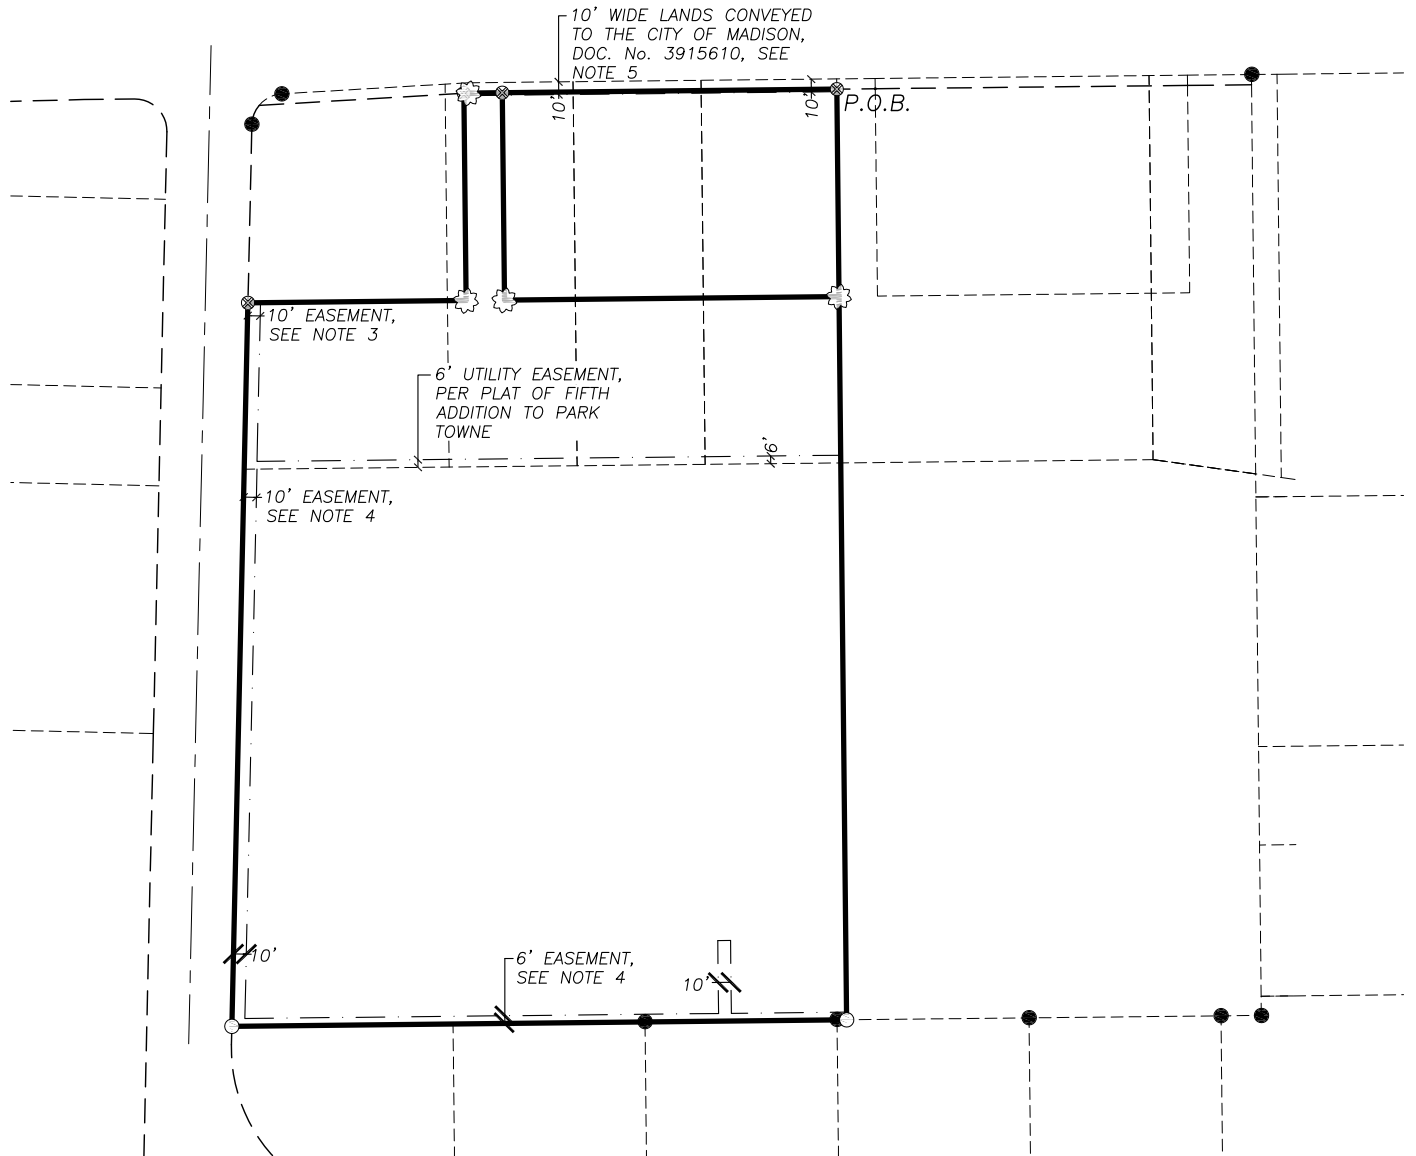 10' WIDE LANDS CONVEYED
TO THE CITY OF MADISON,
DOC. No. 3915610, SEE
NOTE 5
10'
10'
P.O.B.
10' EASEMENT,
SEE NOTE 3
6' UTILITY EASEMENT,
PER PLAT OF FIFTH
ADDITION TO PARK
TOWNE
6'
10' EASEMENT,
SEE NOTE 4
10'
6' EASEMENT,
SEE NOTE 4
10'